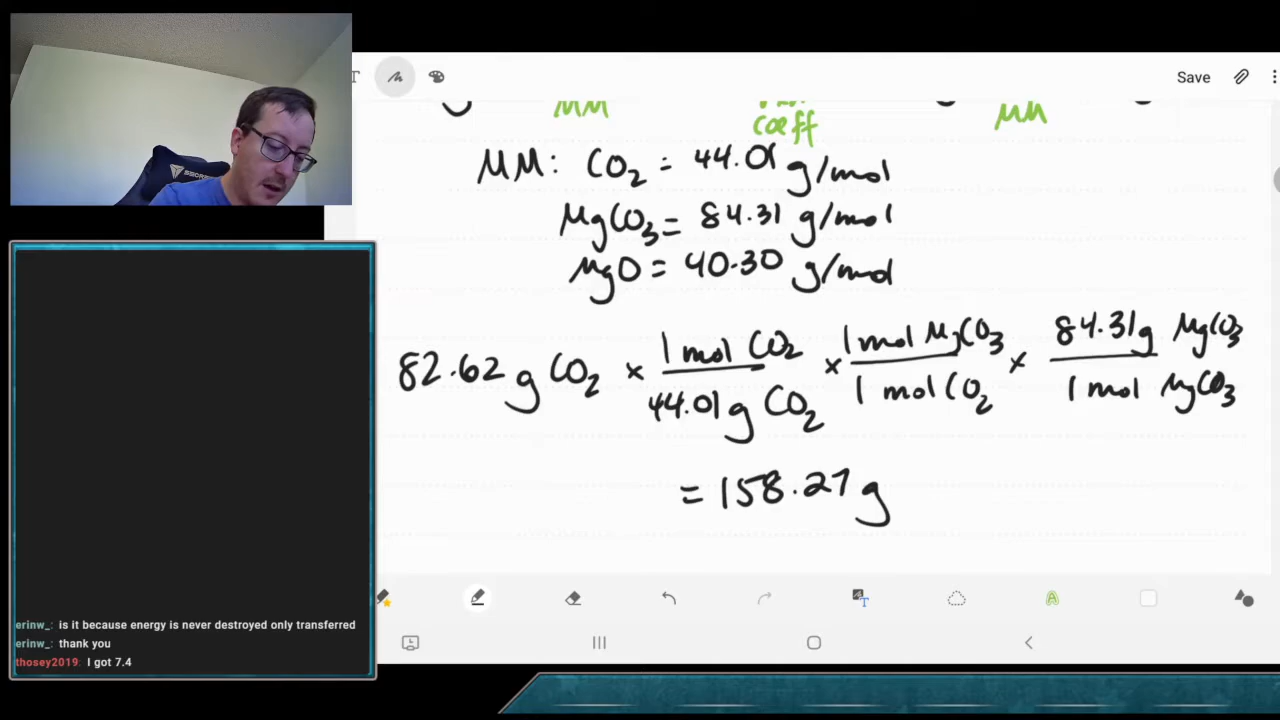 T
Save
MM
coeff
MM
MM: CO₂ = 44.01 g/mol
MgCO₃ = 84.31 g/mol
MgO = 40.30 g/mol
82.62 g CO₂ × 1 mol CO₂ / 44.01 g CO₂ × 1 mol MgCO₃ / 1 mol CO₂ × 84.31 g MgCO₃ / 1 mol MgCO₃
= 158.27 g
erinw_: is it because energy is never destroyed only transferred
erinw_: thank you
thosey2019: I got 7.4